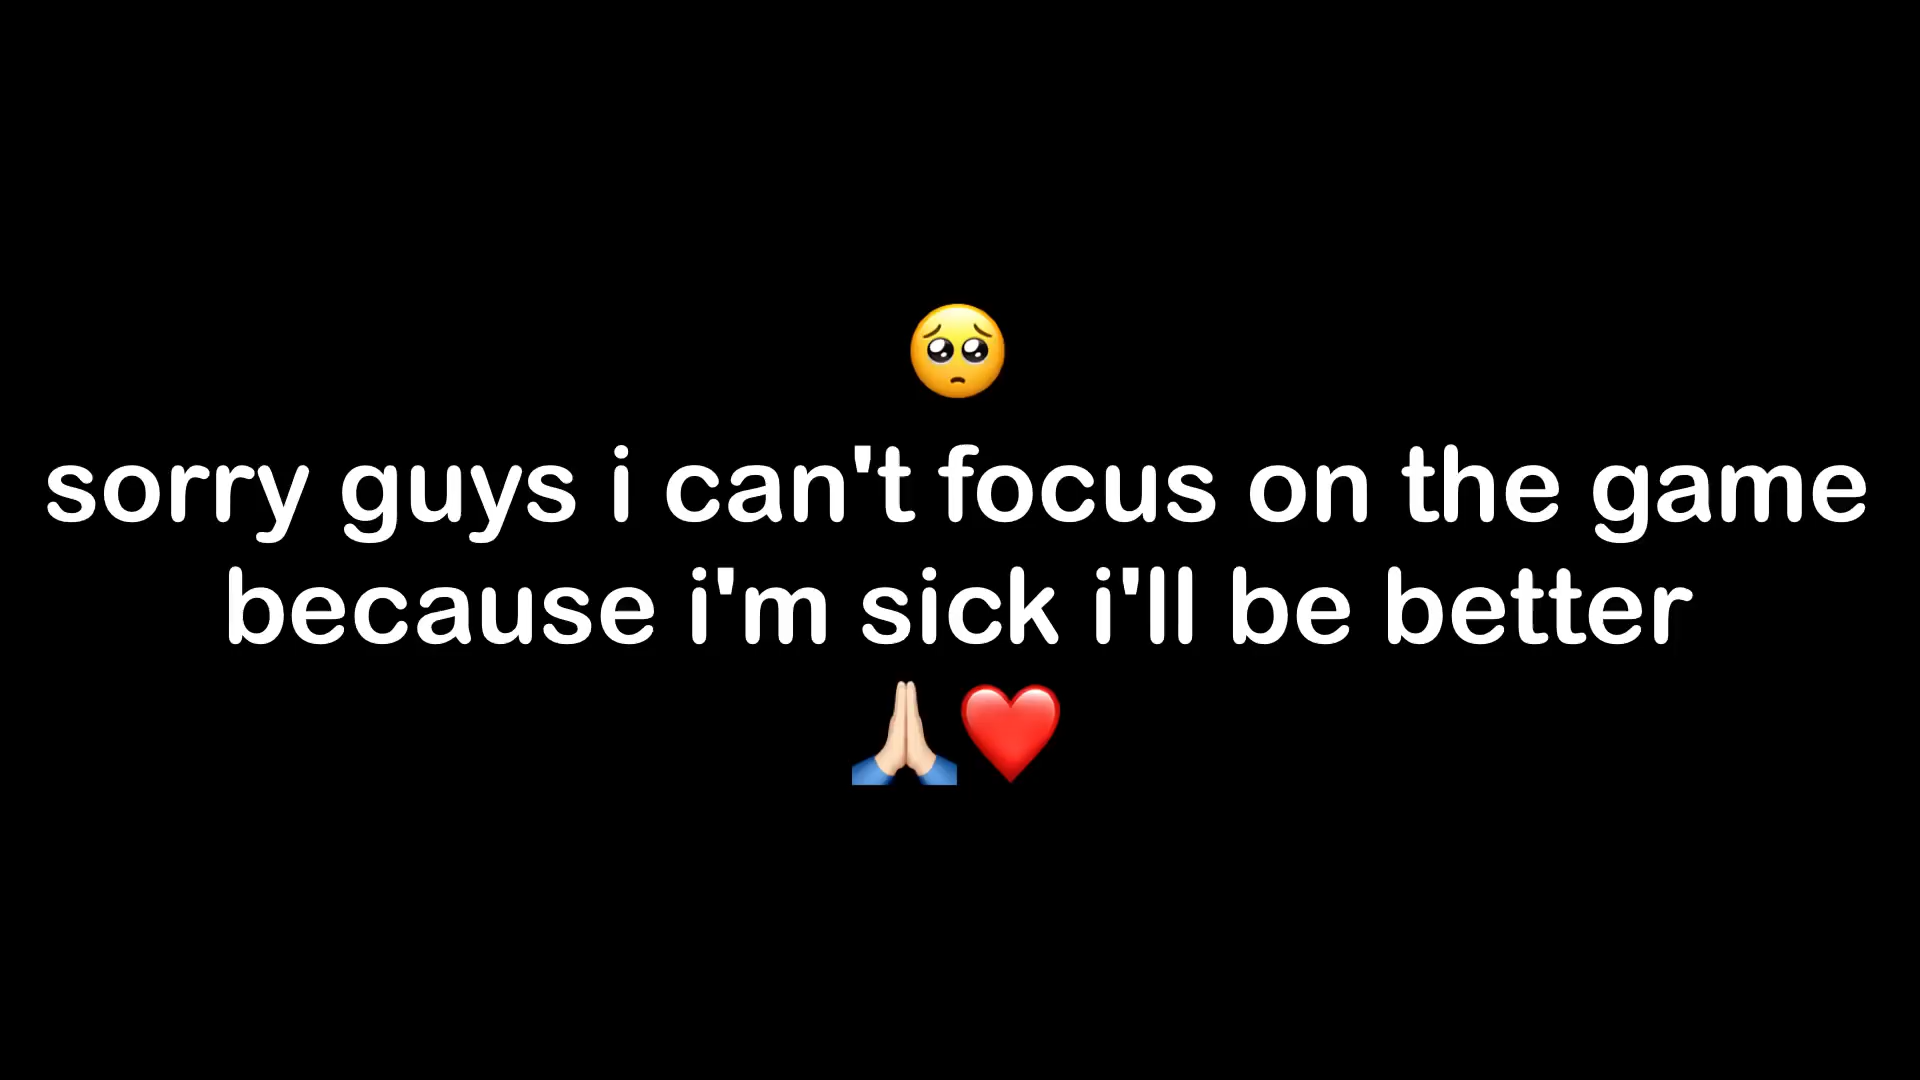 🥺
sorry guys i can't focus on the game
because i'm sick i'll be better
🙏🏻❤️